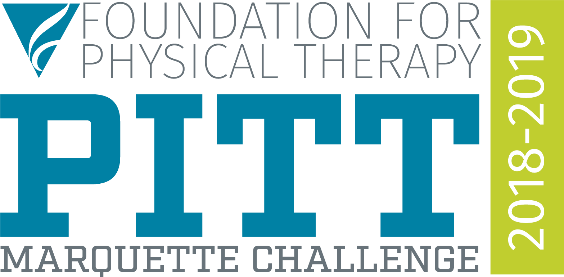 FOUNDATION FOR
PHYSICAL THERAPY
PITT
MARQUETTE CHALLENGE
2018-2019